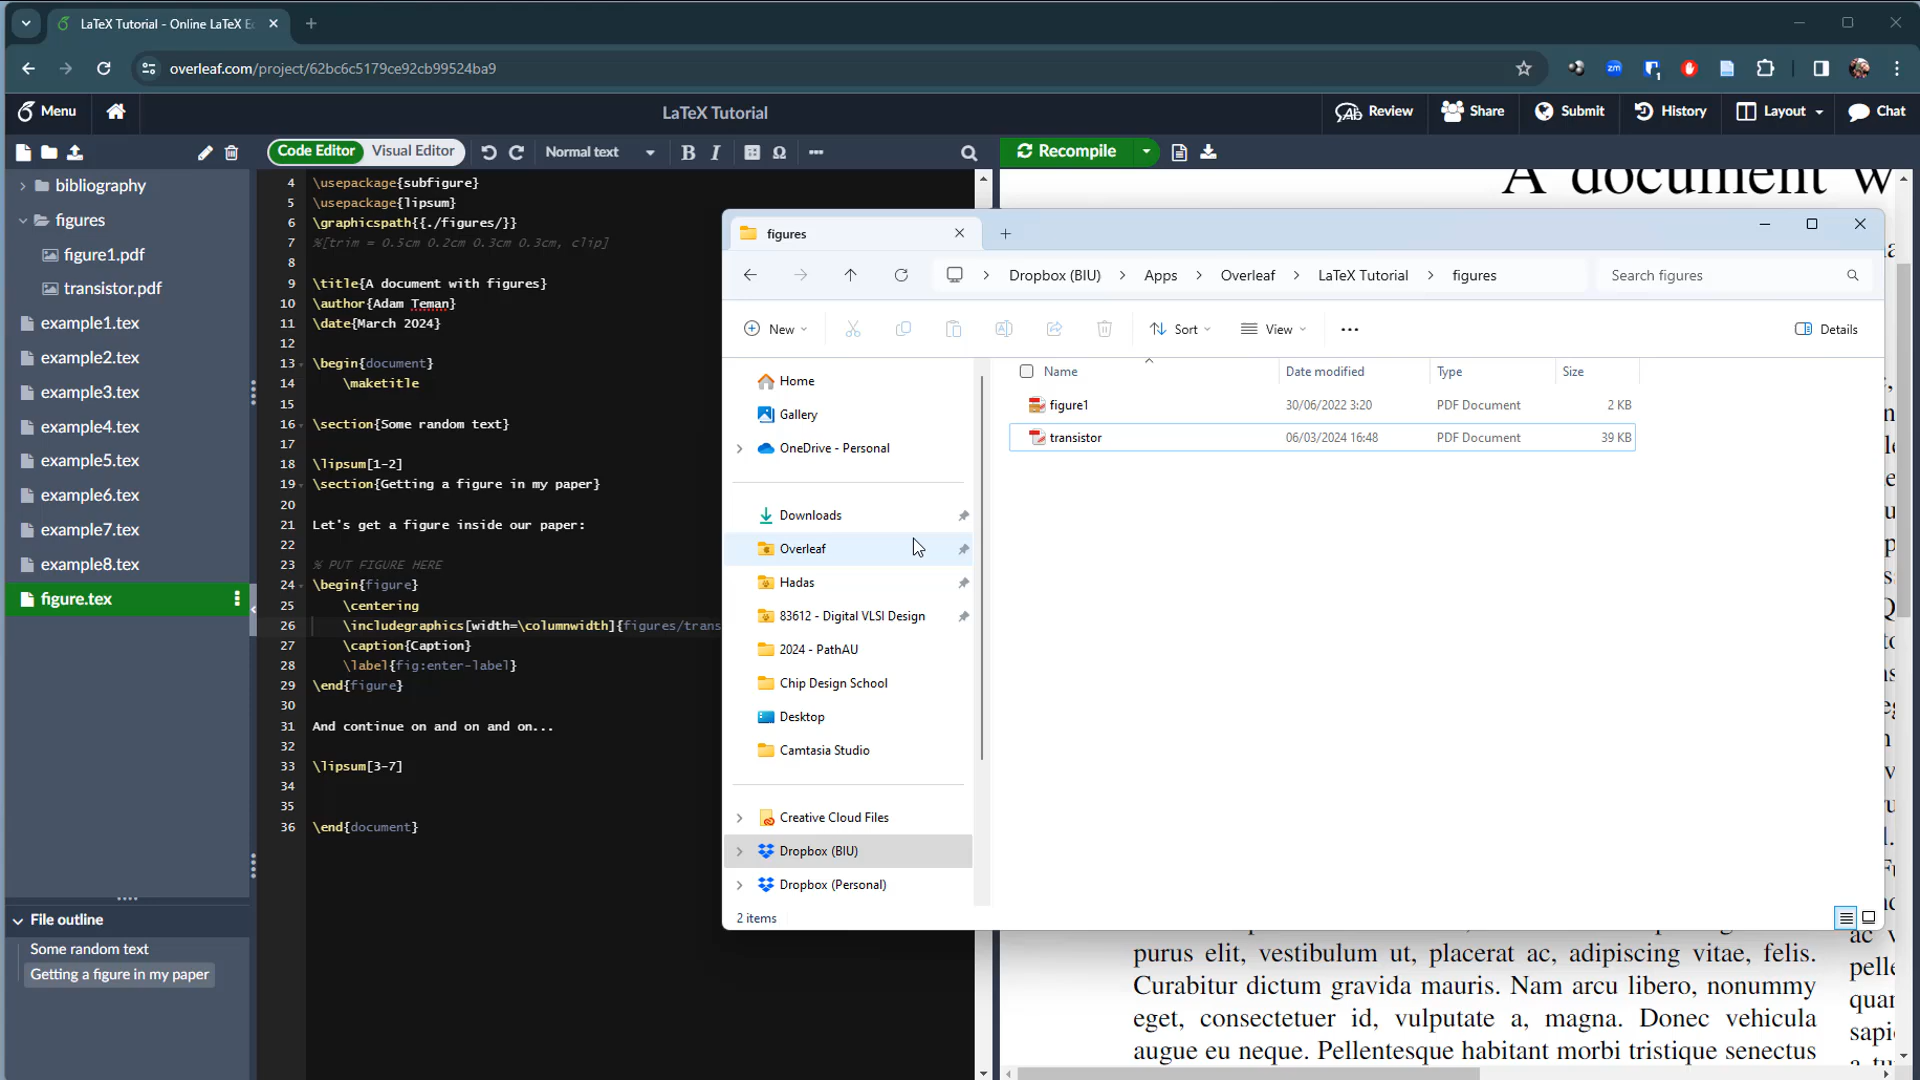 LaTeX Tutorial - Online LaTeX E
overleaf.com/project/62bc6c5179ce92cb99524ba9
Menu
LaTeX Tutorial
Review
Share
Submit
History
Layout
Chat
Code Editor
Visual Editor
Normal text
B
I
Ω
Recompile
bibliography
figures
figure1.pdf
transistor.pdf
example1.tex
example2.tex
example3.tex
example4.tex
example5.tex
example6.tex
example7.tex
example8.tex
figure.tex
File outline
Some random text
Getting a figure in my paper
4 \usepackage{subfigure}
5 \usepackage{lipsum}
6 \graphicspath{{./figures/}}
7 %[trim = 0.5cm 0.2cm 0.3cm 0.3cm, clip]
8
9 \title{A document with figures}
10 \author{Adam Teman}
11 \date{March 2024}
12
13 \begin{document}
14 \maketitle
15
16 \section{Some random text}
17
18 \lipsum[1-2]
19 \section{Getting a figure in my paper}
20
21 Let's get a figure inside our paper:
22
23 % PUT FIGURE HERE
24 \begin{figure}
25 \centering
26 \includegraphics[width=\columnwidth]{figures/trans
27 \caption{Caption}
28 \label{fig:enter-label}
29 \end{figure}
30
31 And continue on and on and on...
32
33 \lipsum[3-7]
34
35
36 \end{document}
A document w
figures
Dropbox (BIU) > Apps > Overleaf > LaTeX Tutorial > figures
Search figures
New
Sort
View
Details
Home
Gallery
OneDrive - Personal
Downloads
Overleaf
Hadas
83612 - Digital VLSI Design
2024 - PathAU
Chip Design School
Desktop
Camtasia Studio
Creative Cloud Files
Dropbox (BIU)
Dropbox (Personal)
Name Date modified Type Size
figure1 30/06/2022 3:20 PDF Document 2 KB
transistor 06/03/2024 16:48 PDF Document 39 KB
2 items
purus elit, vestibulum ut, placerat ac, adipiscing vitae, felis.
Curabitur dictum gravida mauris. Nam arcu libero, nonummy
eget, consectetuer id, vulputate a, magna. Donec vehicula
augue eu neque. Pellentesque habitant morbi tristique senectus
ac v
pelle
quan
sapi